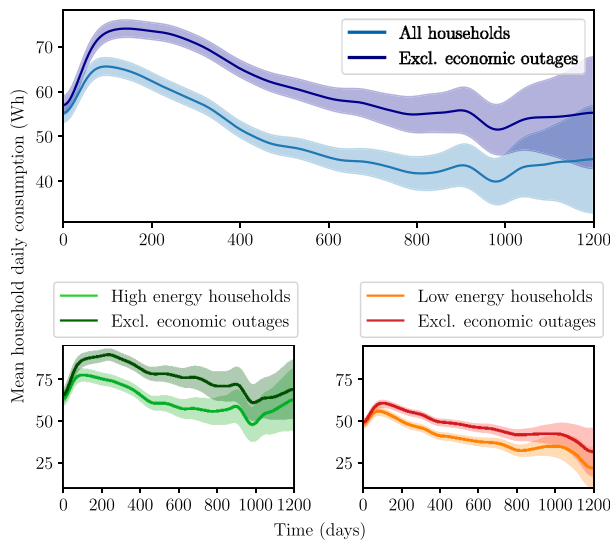 Mean household daily consumption (Wh)
All households
Excl. economic outages
70
60
50
40
0 200 400 600 800 1000 1200
High energy households
Excl. economic outages
Low energy households
Excl. economic outages
75
50
25
0 200 400 600 800 1000 1200
75
50
25
0 200 400 600 800 1000 1200
Time (days)